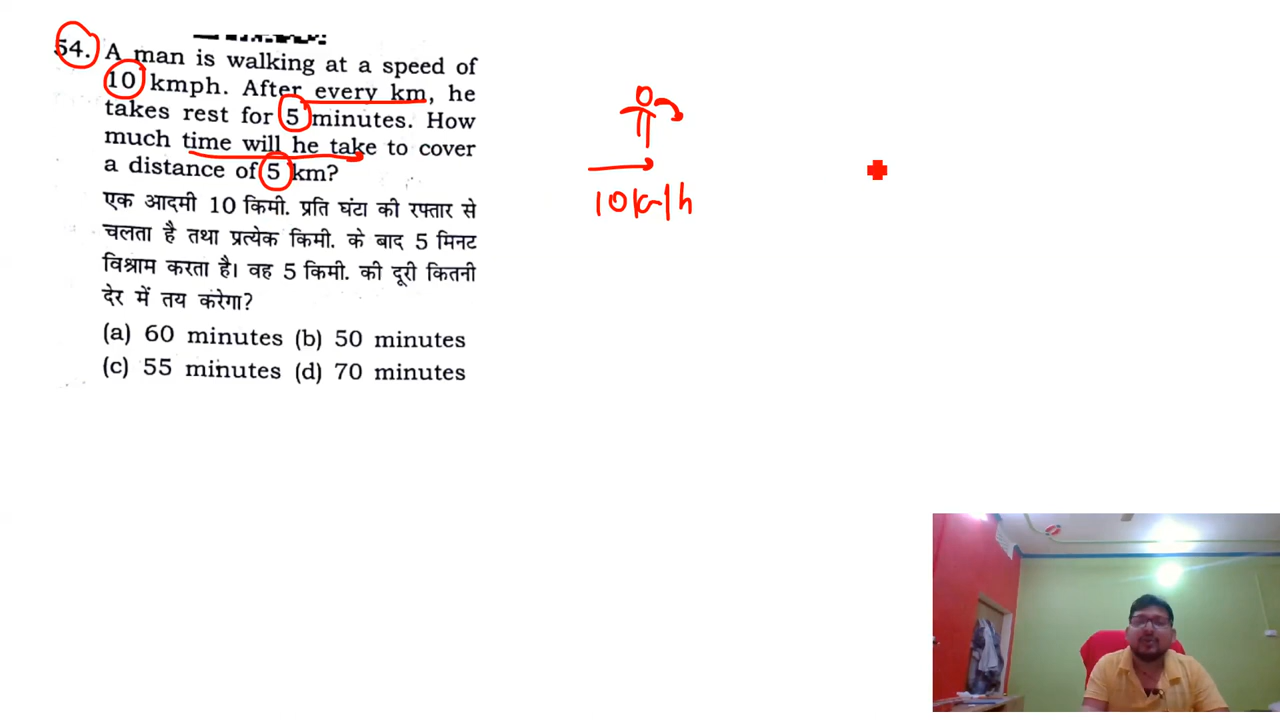 54. A man is walking at a speed of
10 kmph. After every km, he
takes rest for 5 minutes. How
much time will he take to cover
a distance of 5 km?
एक आदमी 10 किमी. प्रति घंटा की रफ्तार से
चलता है तथा प्रत्येक किमी. के बाद 5 मिनट
विश्राम करता है। वह 5 किमी. की दूरी कितनी
देर में तय करेगा?
(a) 60 minutes (b) 50 minutes
(c) 55 minutes (d) 70 minutes
10km/h